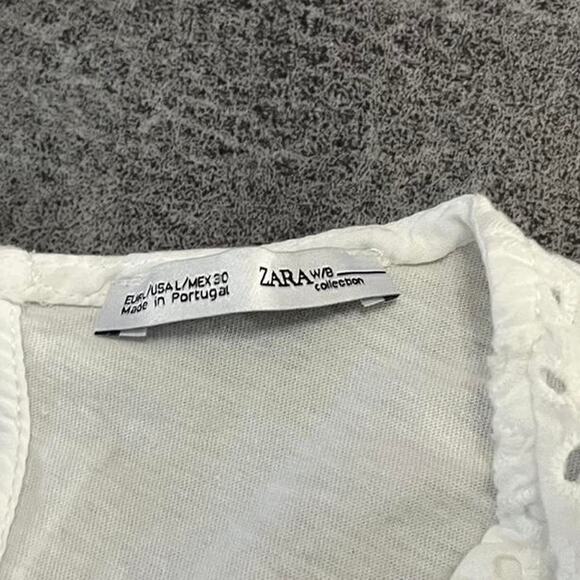 EUR L/USA L/MEX 30
Made in Portugal
ZARA W/B
collection